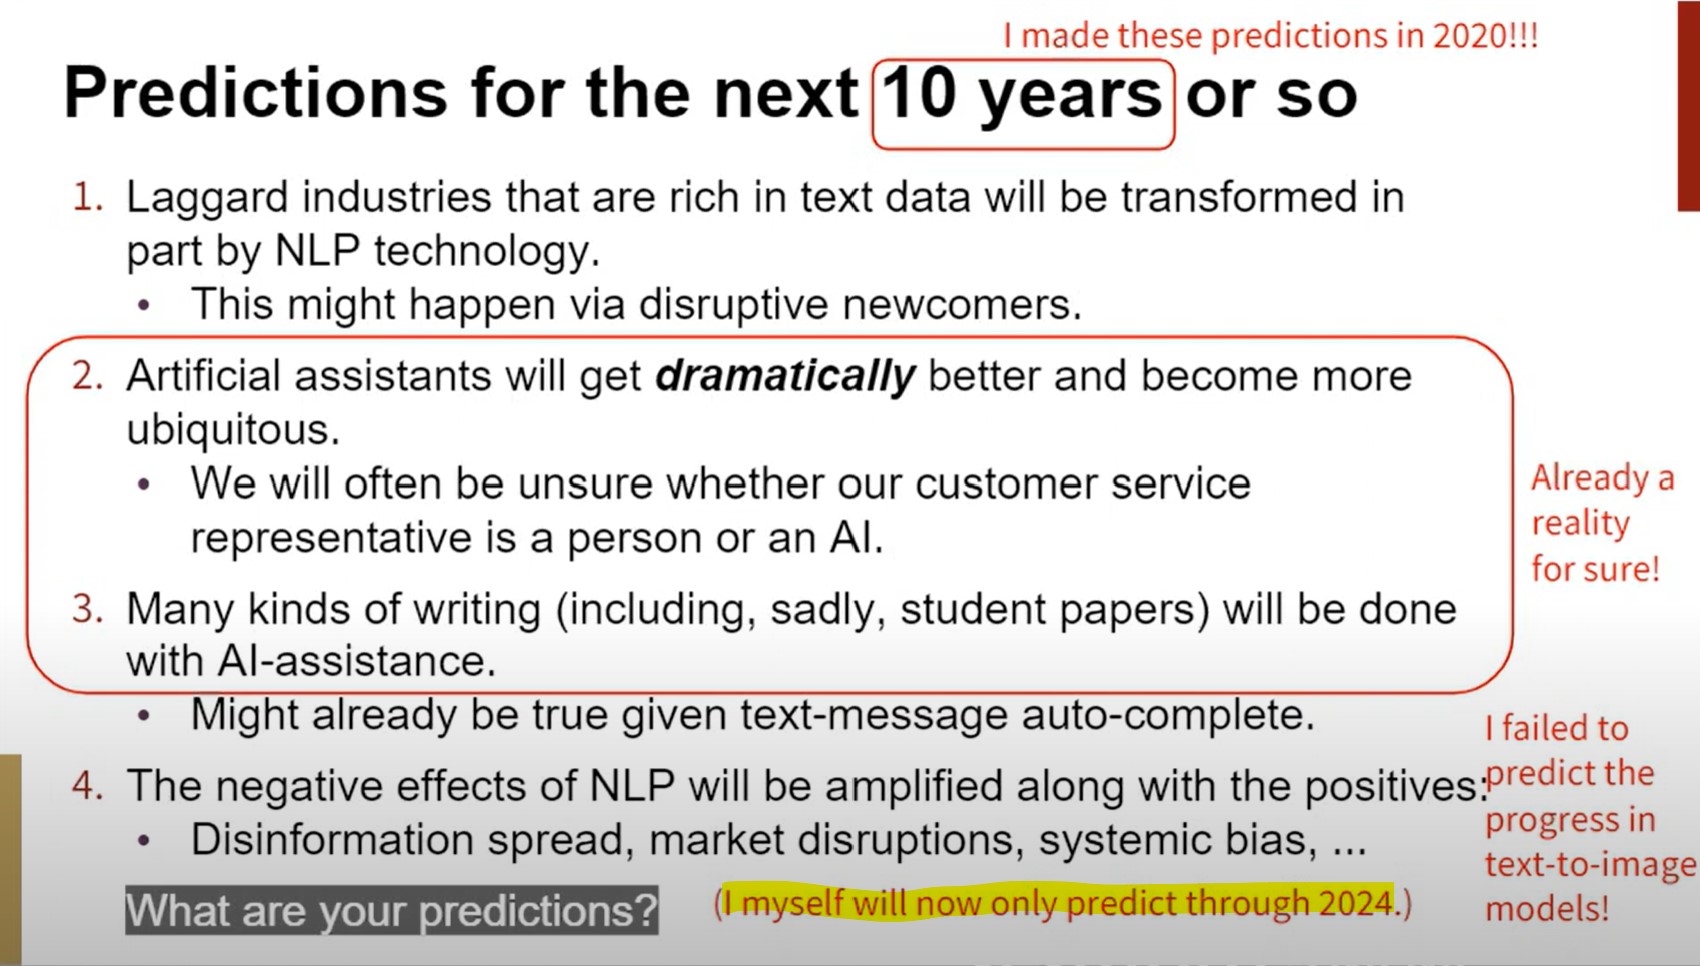 I made these predictions in 2020!!!
Predictions for the next 10 years or so
1. Laggard industries that are rich in text data will be transformed in
part by NLP technology.
• This might happen via disruptive newcomers.
2. Artificial assistants will get dramatically better and become more
ubiquitous.
• We will often be unsure whether our customer service
representative is a person or an AI.
3. Many kinds of writing (including, sadly, student papers) will be done
with AI-assistance.
• Might already be true given text-message auto-complete.
4. The negative effects of NLP will be amplified along with the positives:
• Disinformation spread, market disruptions, systemic bias, ...
What are your predictions?
(I myself will now only predict through 2024.)
Already a
reality
for sure!
I failed to
predict the
progress in
text-to-image
models!